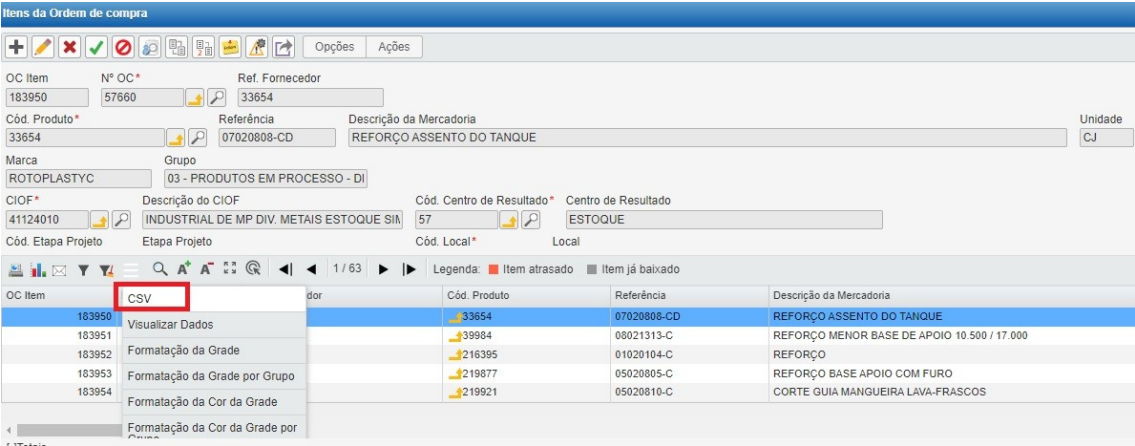 Itens da Ordem de compra
Opções Ações
OC Item Nº OC* Ref. Fornecedor
183950 57660 33654
Cód. Produto* Referência Descrição da Mercadoria Unidade
33654 07020808-CD REFORÇO ASSENTO DO TANQUE CJ
Marca Grupo
ROTOPLASTYC 03 - PRODUTOS EM PROCESSO - DI
CIOF* Descrição do CIOF Cód. Centro de Resultado* Centro de Resultado
41124010 INDUSTRIAL DE MP DIV. METAIS ESTOQUE SIM 57 ESTOQUE
Cód. Etapa Projeto Etapa Projeto Cód. Local* Local
1 / 63 Legenda: Item atrasado Item já baixado
OC Item dor Cód. Produto Referência Descrição da Mercadoria
183950 33654 07020808-CD REFORÇO ASSENTO DO TANQUE
183951 39984 08021313-C REFORÇO MENOR BASE DE APOIO 10.500 / 17.000
183952 216395 01020104-C REFORÇO
183953 219877 05020805-C REFORÇO BASE APOIO COM FURO
183954 219921 05020810-C CORTE GUIA MANGUEIRA LAVA-FRASCOS
CSV
Visualizar Dados
Formatação da Grade
Formatação da Grade por Grupo
Formatação da Cor da Grade
Formatação da Cor da Grade por